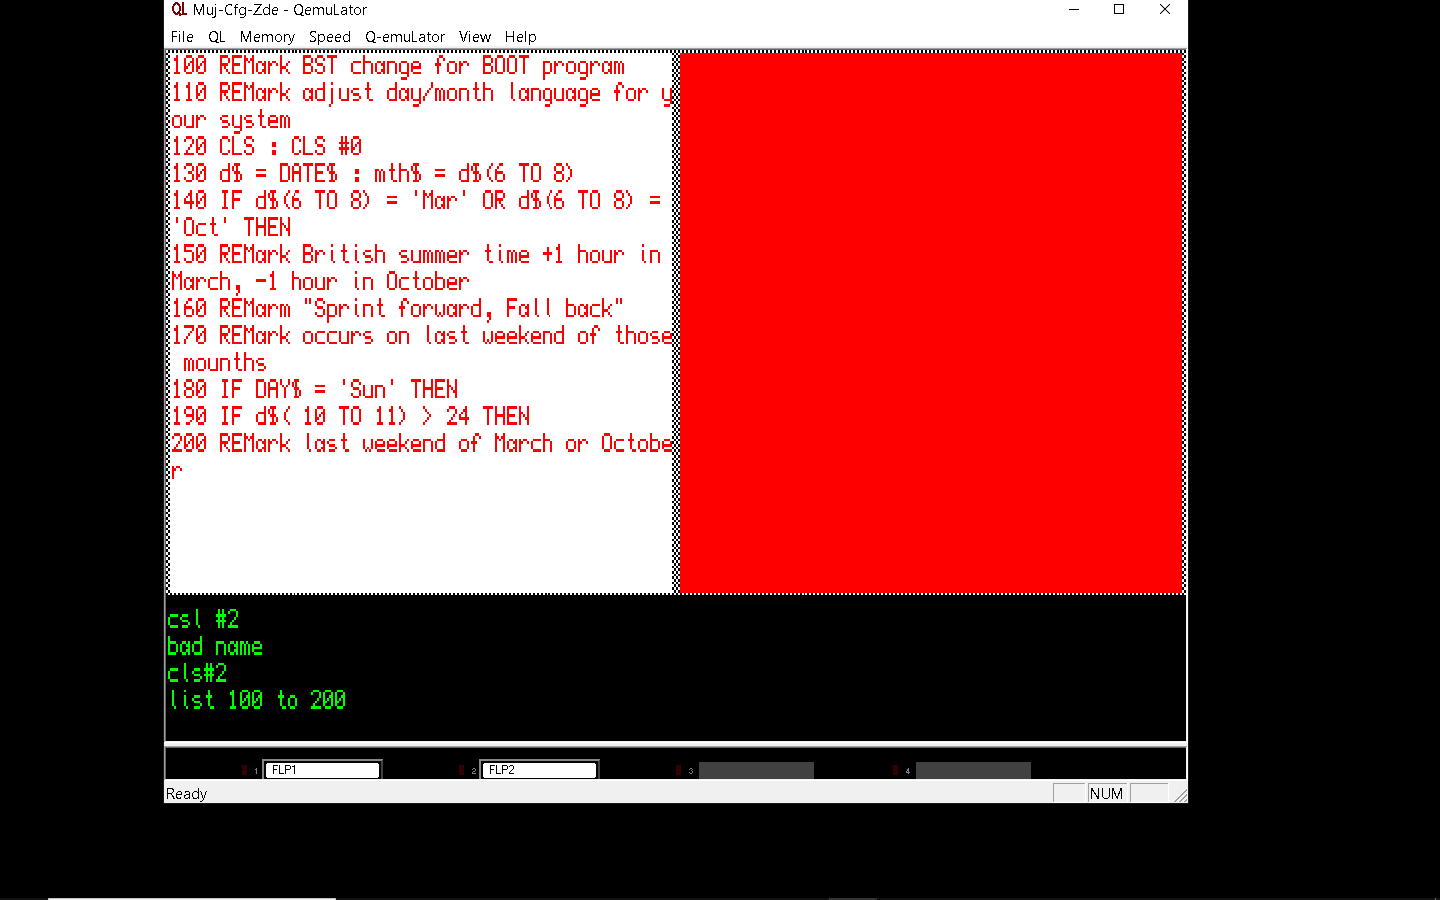 QL Muj-Cfg-Zde - QemuLator
File QL Memory Speed Q-emuLator View Help
100 REMark BST change for BOOT program
110 REMark adjust day/month language for y
our system
120 CLS : CLS #0
130 d$ = DATE$ : mth$ = d$(6 TO 8)
140 IF d$(6 TO 8) = 'Mar' OR d$(6 TO 8) =
'Oct' THEN
150 REMark British summer time +1 hour in
March, -1 hour in October
160 REMarm "Sprint forward, Fall back"
170 REMark occurs on last weekend of those
mounths
180 IF DAY$ = 'Sun' THEN
190 IF d$( 10 TO 11) > 24 THEN
200 REMark last weekend of March or Octobe
r
csl #2
bad name
cls#2
list 100 to 200
1 FLP1 2 FLP2 3 4
Ready NUM